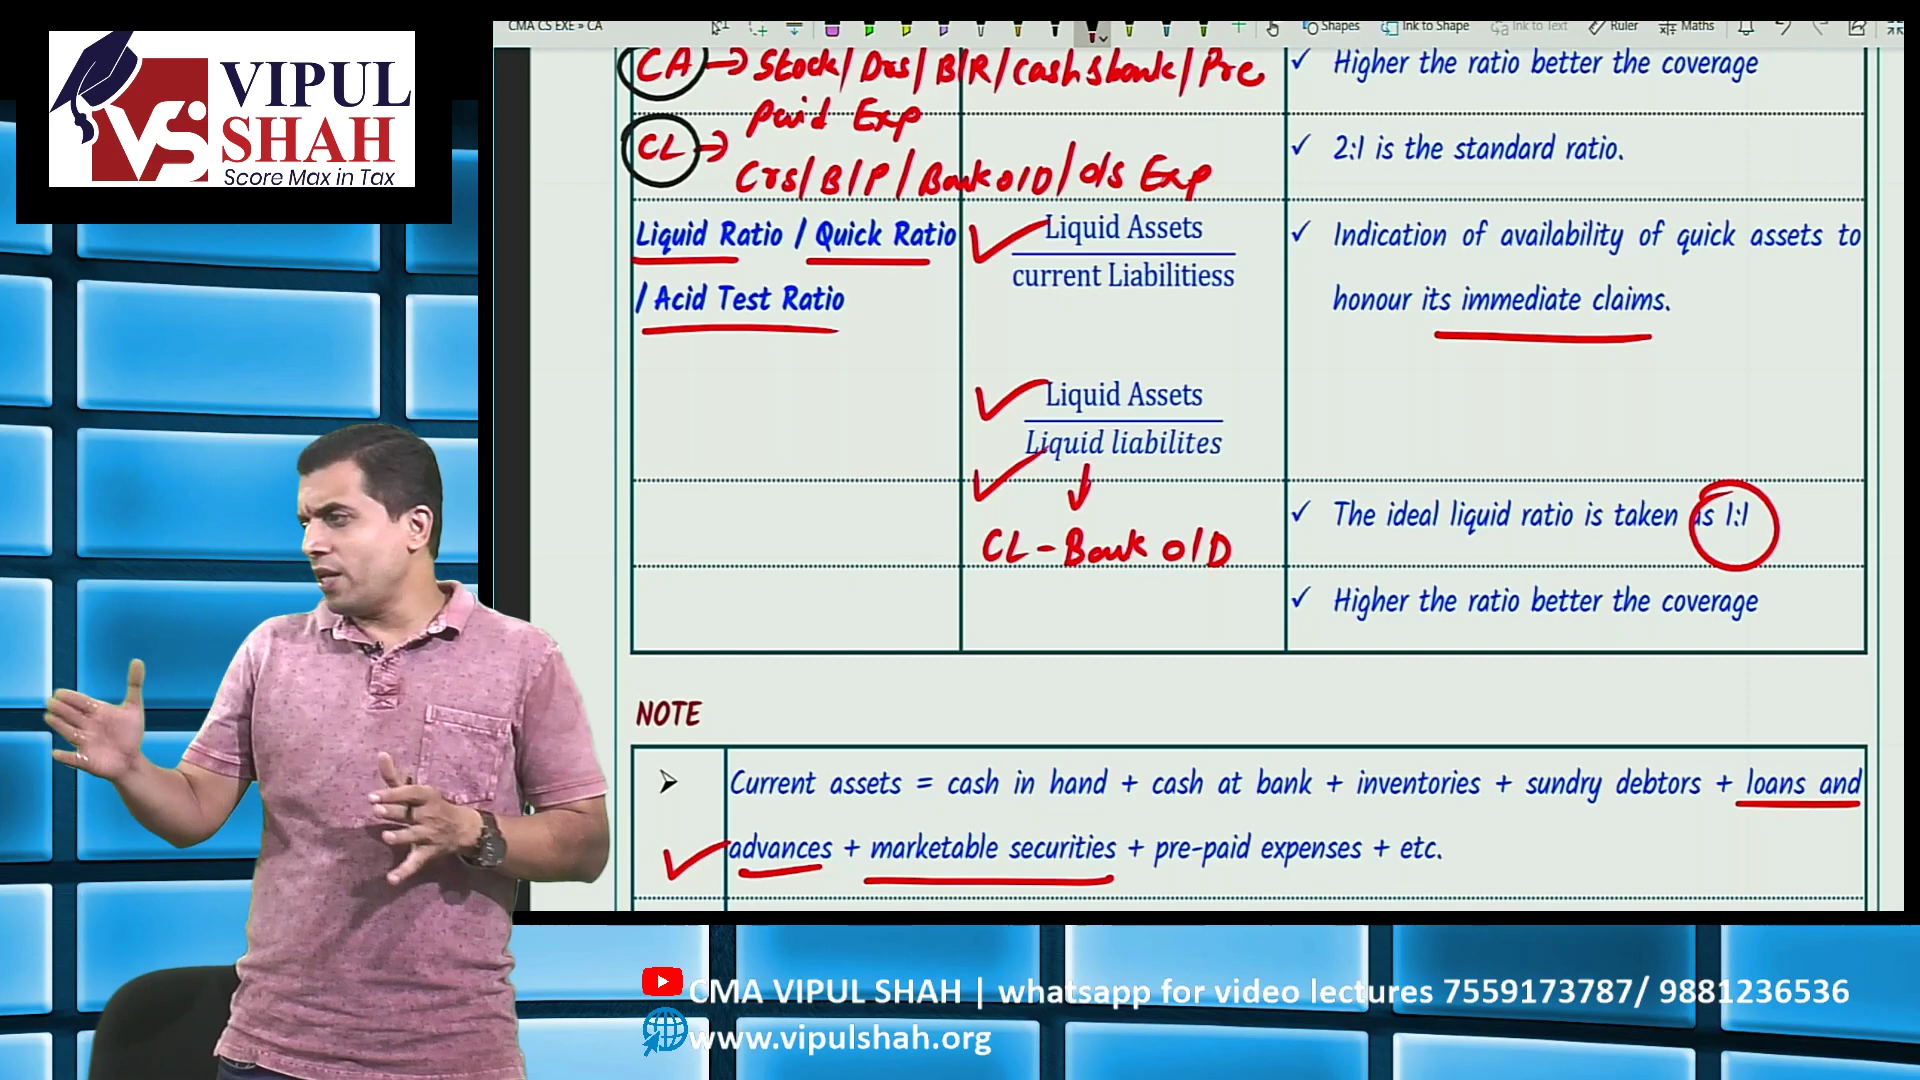 VIPUL
SHAH
Score Max in Tax
VS
CMA CS EXE » CA
Shapes
Ink to Shape
Ink to Text
Ruler
Maths
CA → Stock/Drs/B/R/cash & bank/Pre
paid Exp
✓ Higher the ratio better the coverage
CL →
Crs/B/P/Bank o/D/o/s Exp
✓ 2:1 is the standard ratio.
Liquid Ratio / Quick Ratio
/ Acid Test Ratio
Liquid Assets
current Liabilitiess
✓ Indication of availability of quick assets to
honour its immediate claims.
Liquid Assets
Liquid liabilites
↓
CL - Bank o/D
✓ The ideal liquid ratio is taken as 1:1
✓ Higher the ratio better the coverage
NOTE
➢ Current assets = cash in hand + cash at bank + inventories + sundry debtors + loans and
advances + marketable securities + pre-paid expenses + etc.
CMA VIPUL SHAH | whatsapp for video lectures 7559173787/ 9881236536
www.vipulshah.org